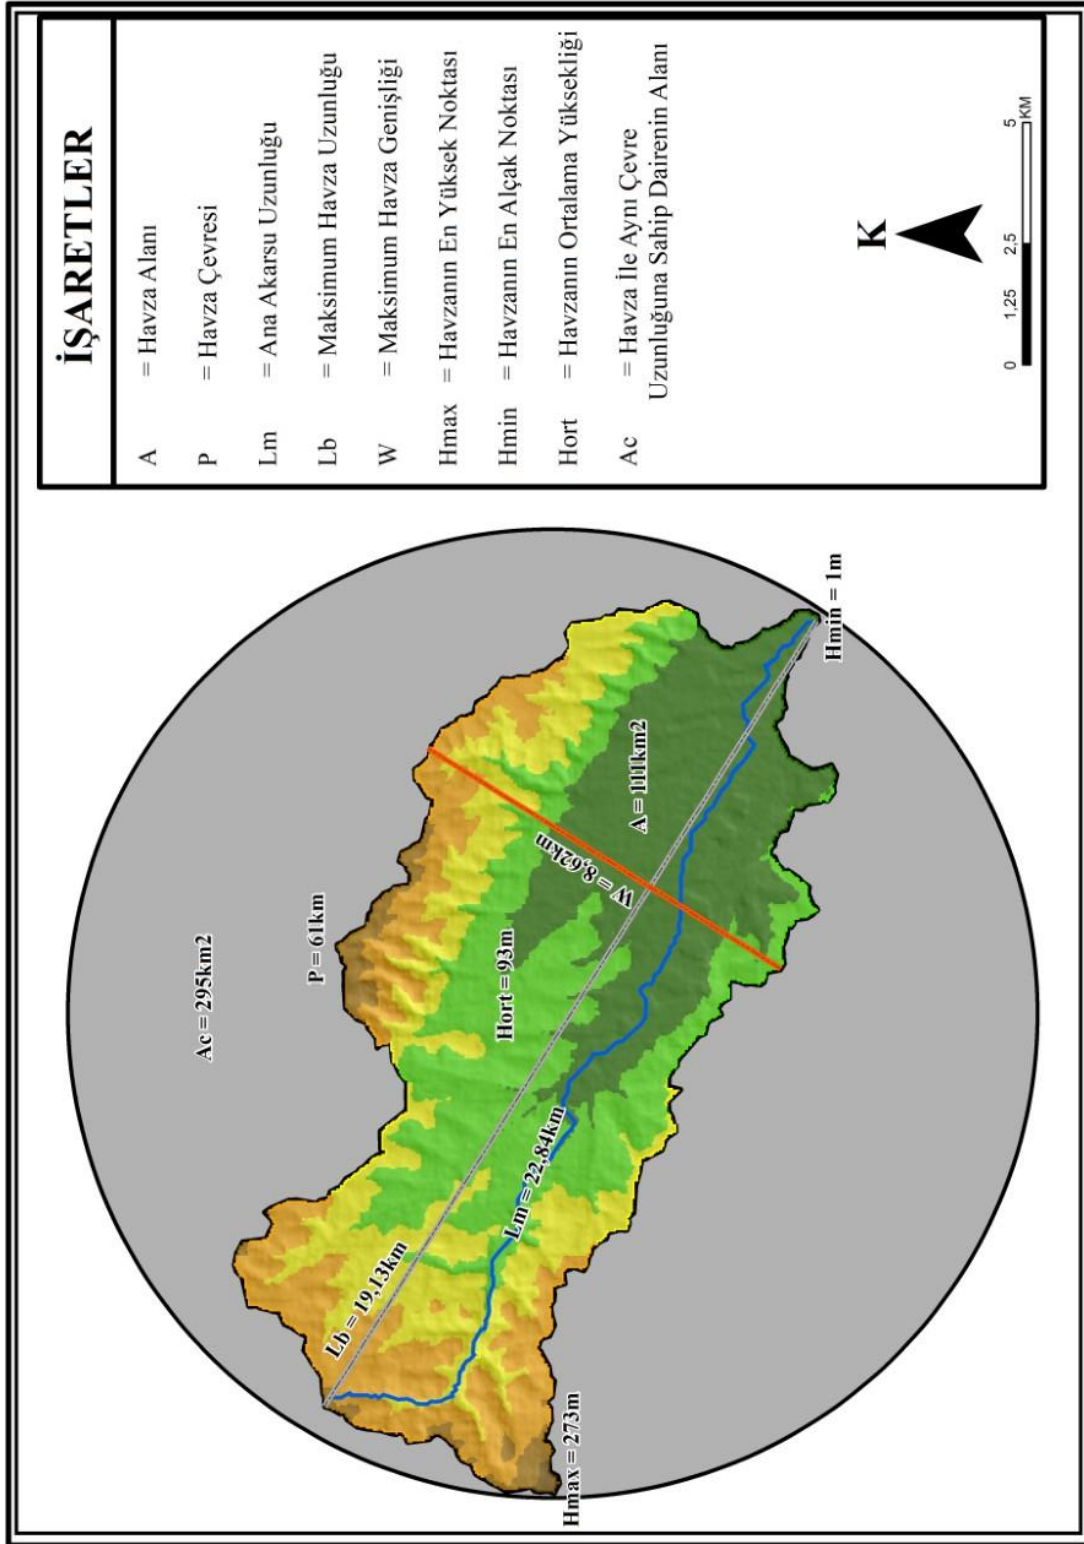 İŞARETLER
A = Havza Alanı
P = Havza Çevresi
Lm = Ana Akarsu Uzunluğu
Lb = Maksimum Havza Uzunluğu
W = Maksimum Havza Genişliği
Hmax = Havzanın En Yüksek Noktası
Hmin = Havzanın En Alçak Noktası
Hort = Havzanın Ortalama Yüksekliği
Ac = Havza İle Aynı Çevre
Uzunluğuna Sahip Dairenin Alanı
K
0 1,25 2,5 5
KM
Ac = 295km2
P = 61km
Lb = 19,13km
W = 8,62km
Hort = 93m
A = 111km2
Lm = 22,84km
Hmax = 273m
Hmin = 1m